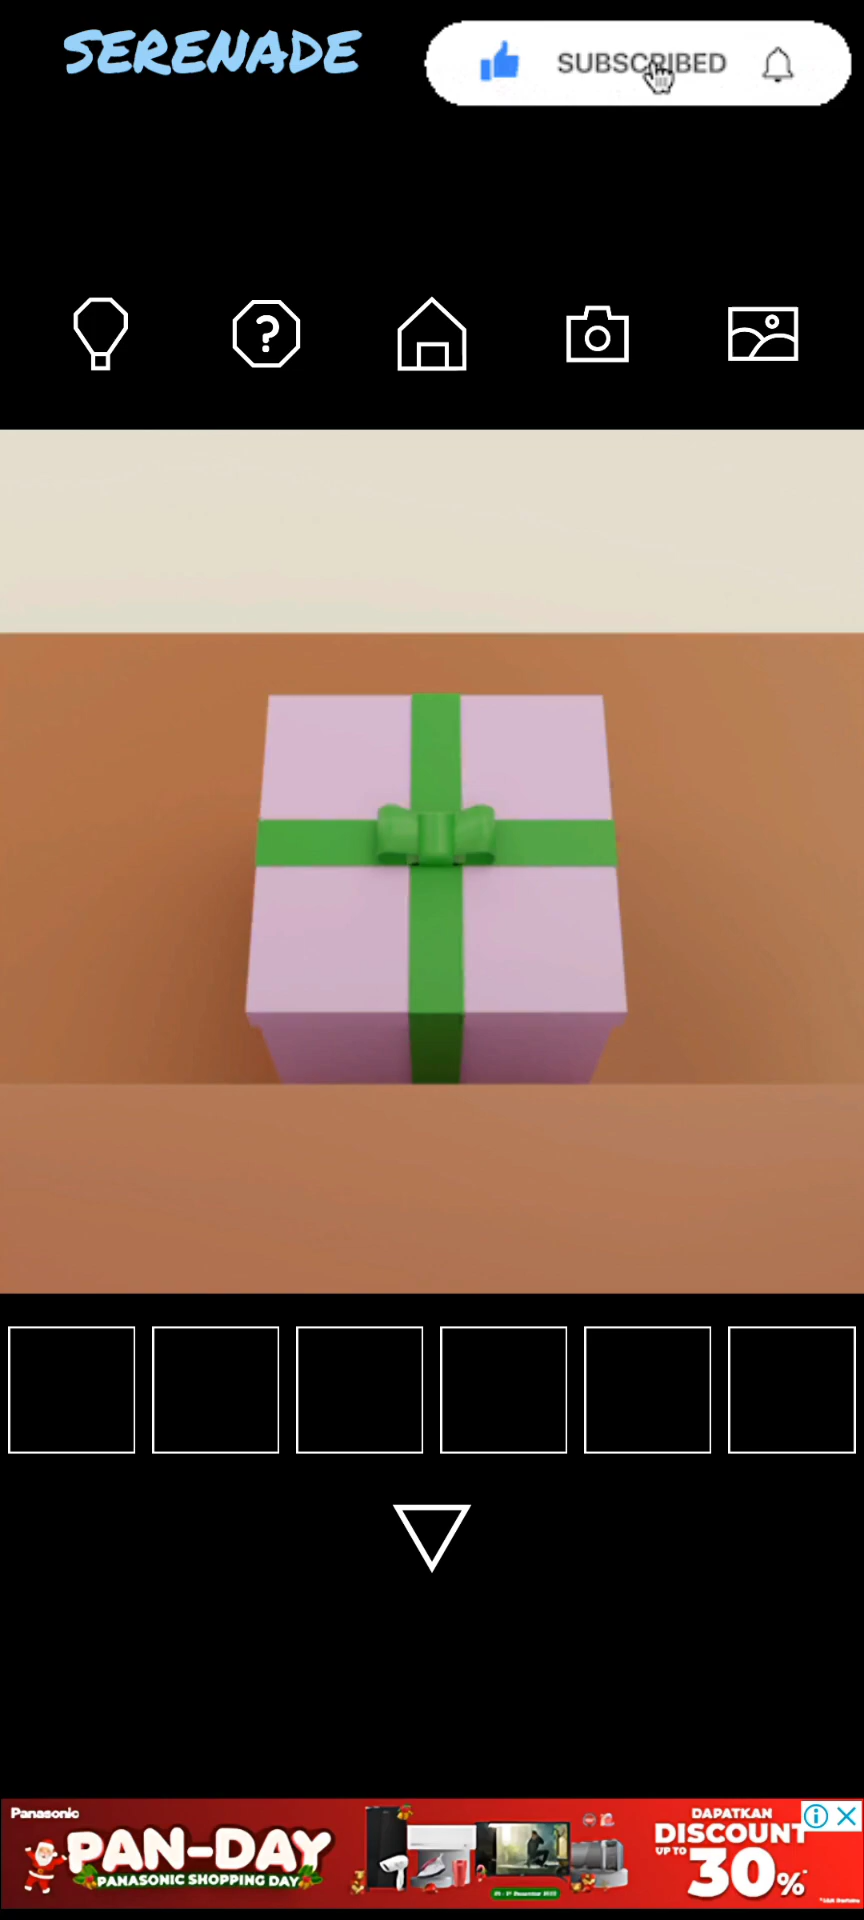 SERENADE
SUBSCRIBED
?
Panasonic
PAN-DAY
PANASONIC SHOPPING DAY
DAPATKAN
DISCOUNT
UP TO
30%*